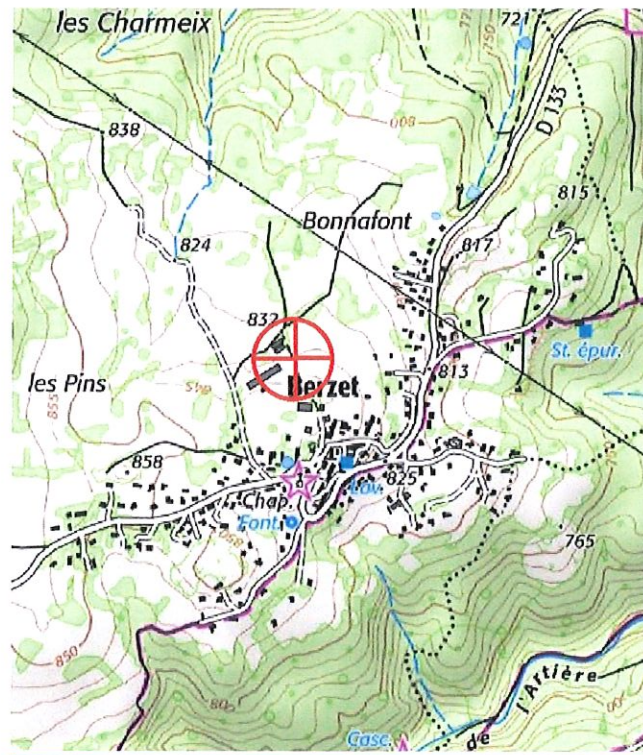 les Charmeix
721
D 133
838
Bonnafont
815
824
817
832
St. épur.
les Pins
855
Berzet
813
858
Lav.
825
Chap.
Font.
765
850
l'Artière
de
Casc.